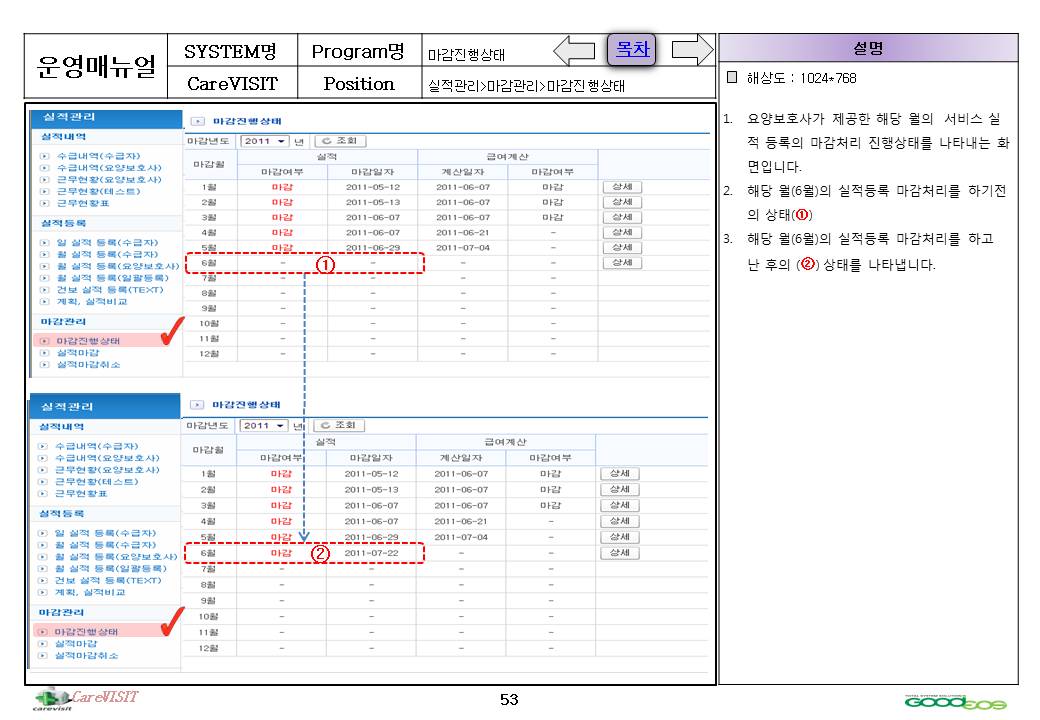 운영매뉴얼
SYSTEM명 Program명 마감진행상태 목차
CareVISIT Position 실적관리>마감관리>마감진행상태
실적관리
실적내역
수급내역(수급자)
수급내역(요양보호사)
근무현황(요양보호사)
근무현황(테스트)
근무현황표
실적등록
일 실적 등록(수급자)
월 실적 등록(수급자)
월 실적 등록(요양보호사)
월 실적 등록(일괄등록)
건보 실적 등록(TEXT)
계획, 실적비교
마감관리
마감진행상태
실적마감
실적마감취소
마감진행상태
마감년도 2011 년 조회
마감월 실적 급여계산
마감여부 마감일자 계산일자 마감여부
1월 마감 2011-05-12 2011-06-07 마감 상세
2월 마감 2011-05-13 2011-06-07 마감 상세
3월 마감 2011-06-07 2011-06-07 마감 상세
4월 마감 2011-06-07 2011-06-21 - 상세
5월 마감 2011-06-29 2011-07-04 - 상세
6월 - ① - - - 상세
7월 - - - -
8월 - - - -
9월 - - - -
10월 - - - -
11월 - - - -
12월 - - - -
실적관리
실적내역
수급내역(수급자)
수급내역(요양보호사)
근무현황(요양보호사)
근무현황(테스트)
근무현황표
실적등록
일 실적 등록(수급자)
월 실적 등록(수급자)
월 실적 등록(요양보호사)
월 실적 등록(일괄등록)
건보 실적 등록(TEXT)
계획, 실적비교
마감관리
마감진행상태
실적마감
실적마감취소
마감진행상태
마감년도 2011 년 조회
마감월 실적 급여계산
마감여부 마감일자 계산일자 마감여부
1월 마감 2011-05-12 2011-06-07 마감 상세
2월 마감 2011-05-13 2011-06-07 마감 상세
3월 마감 2011-06-07 2011-06-07 마감 상세
4월 마감 2011-06-07 2011-06-21 - 상세
5월 마감 2011-06-29 2011-07-04 - 상세
6월 마감 ② 2011-07-22 - - 상세
7월 - - - -
8월 - - - -
9월 - - - -
10월 - - - -
11월 - - - -
12월 - - - -
설명
해상도 : 1024*768
1. 요양보호사가 제공한 해당 월의 서비스 실
적 등록의 마감처리 진행상태를 나타내는 화
면입니다.
2. 해당 월(6월)의 실적등록 마감처리를 하기전
의 상태(①)
3. 해당 월(6월)의 실적등록 마감처리를 하고
난 후의 (②) 상태를 나타냅니다.
carevisit CareVISIT
53
TOTAL SYSTEM SOLUTION
GOODEOS